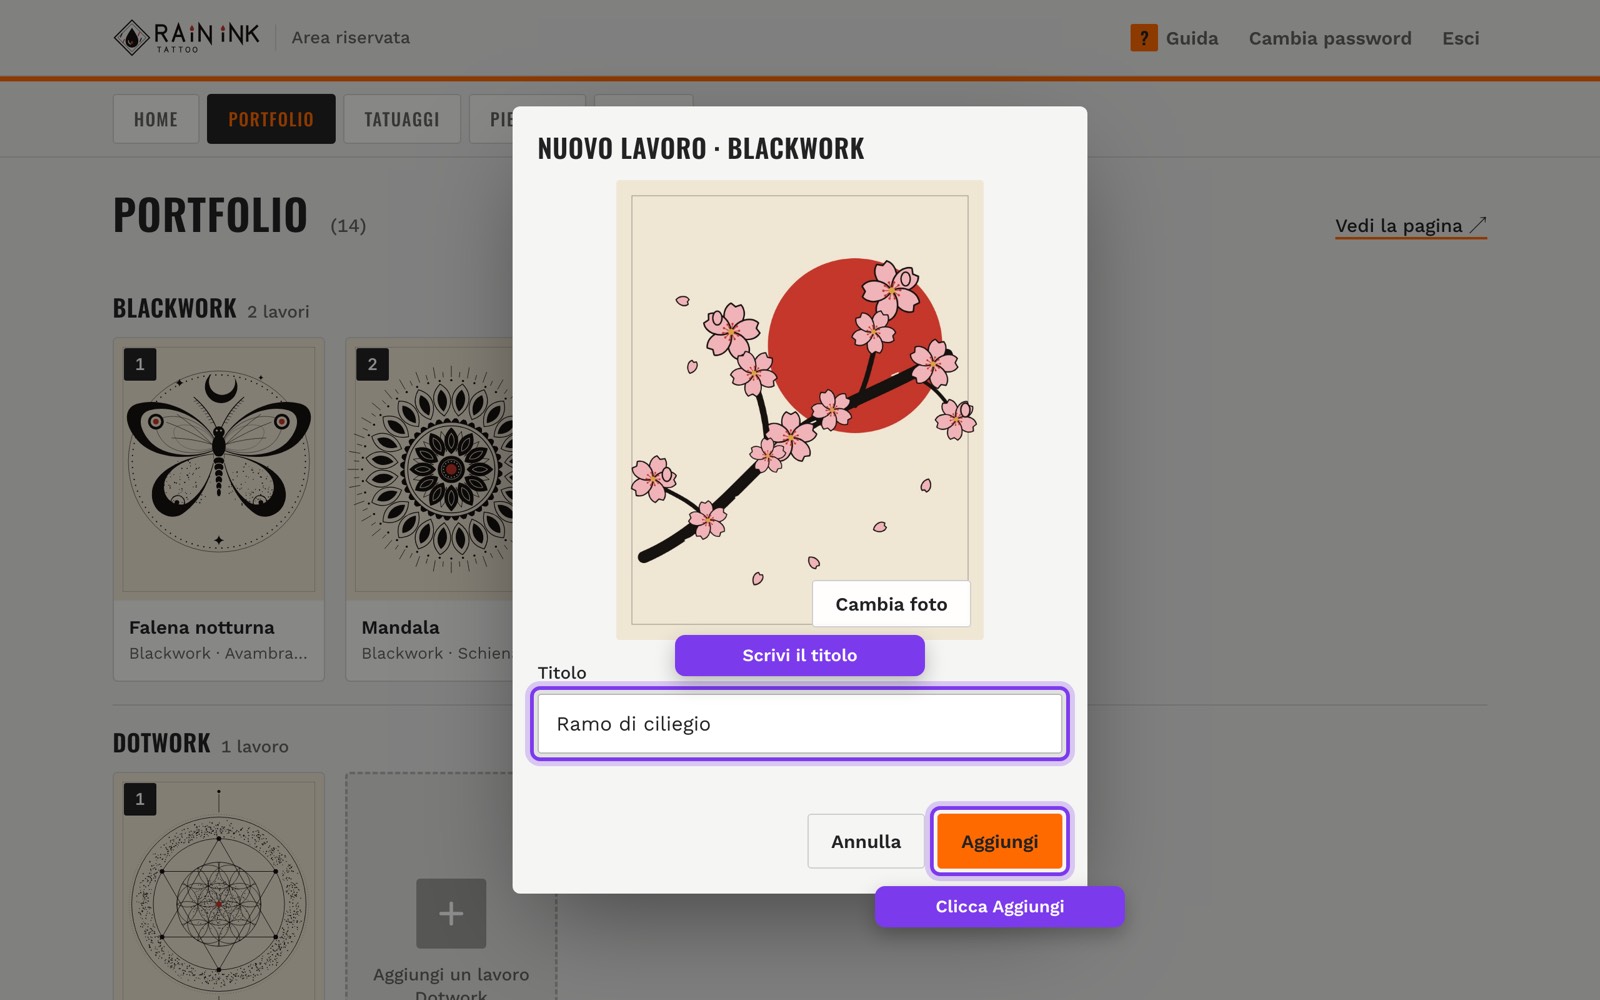 RAIN INK
TATTOO
Area riservata
? Guida
Cambia password
Esci
HOME
PORTFOLIO
TATUAGGI
NUOVO LAVORO · BLACKWORK
PORTFOLIO (14)
Vedi la pagina
BLACKWORK 2 lavori
1
2
Falena notturna
Blackwork · Avambra...
Mandala
Blackwork · Schien
Cambia foto
Scrivi il titolo
Titolo
Ramo di ciliegio
Annulla
Aggiungi
Clicca Aggiungi
DOTWORK 1 lavoro
1
Aggiungi un lavoro
Dotwork